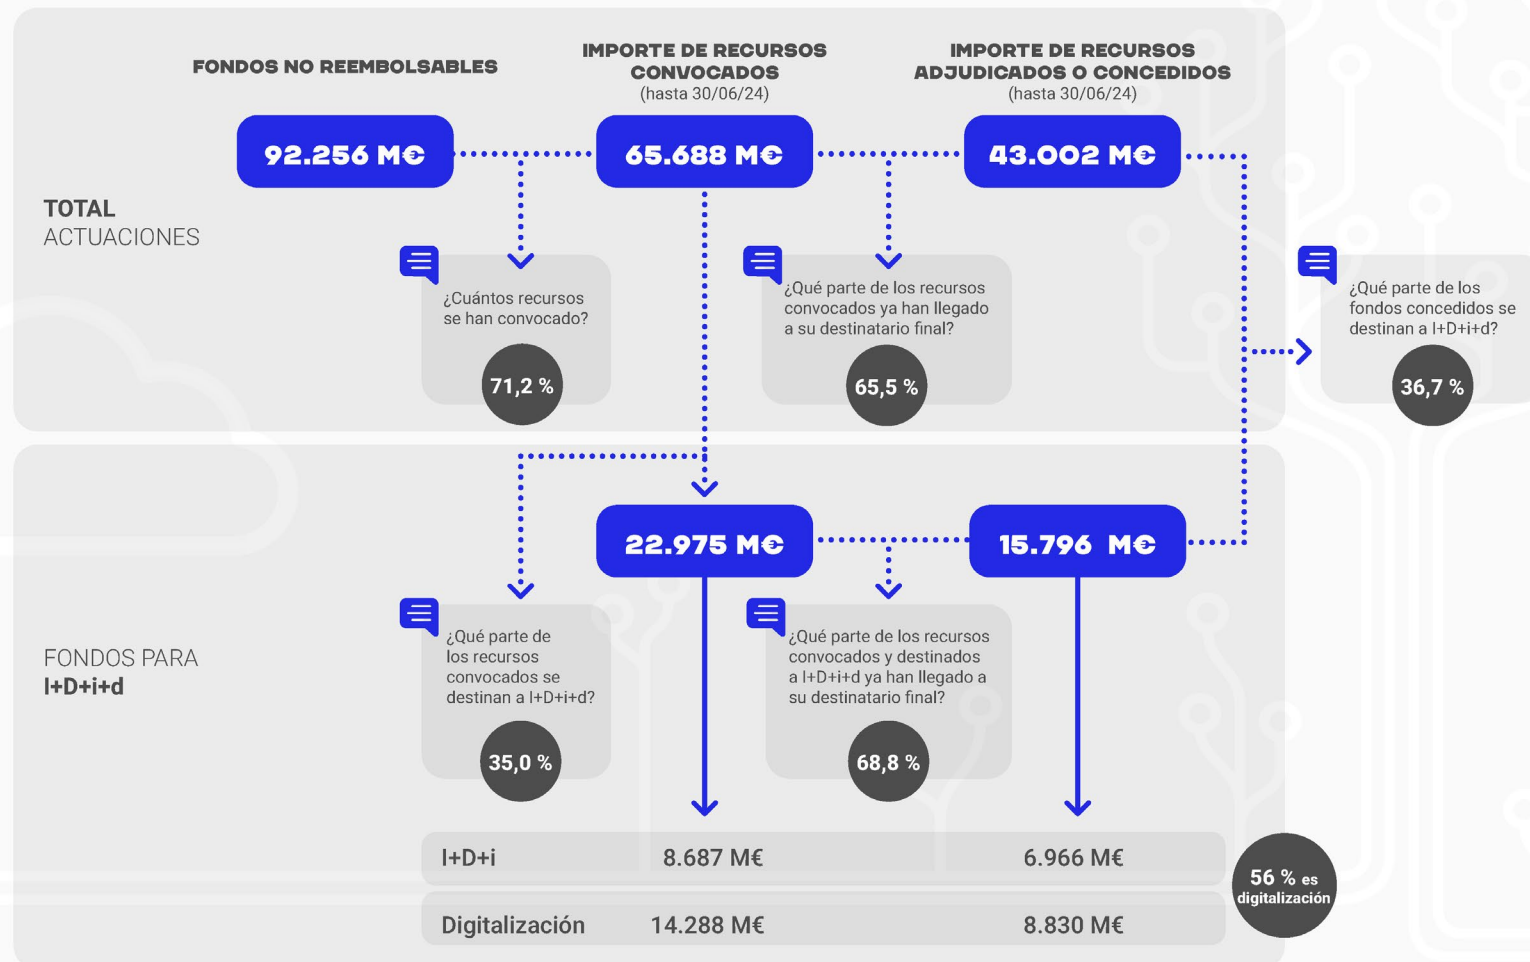 FONDOS NO REEMBOLSABLES
IMPORTE DE RECURSOS
CONVOCADOS
(hasta 30/06/24)
IMPORTE DE RECURSOS
ADJUDICADOS O CONCEDIDOS
(hasta 30/06/24)
92.256 M€
65.688 M€
43.002 M€
TOTAL
ACTUACIONES
¿Cuántos recursos
se han convocado?
71,2 %
¿Qué parte de los recursos
convocados ya han llegado
a su destinatario final?
65,5 %
¿Qué parte de los
fondos concedidos se
destinan a I+D+i+d?
36,7 %
22.975 M€
15.796 M€
FONDOS PARA
I+D+i+d
¿Qué parte de
los recursos
convocados se
destinan a I+D+i+d?
35,0 %
¿Qué parte de los recursos
convocados y destinados
a I+D+i+d ya han llegado a
su destinatario final?
68,8 %
I+D+i
8.687 M€
6.966 M€
Digitalización
14.288 M€
8.830 M€
56 % es
digitalización